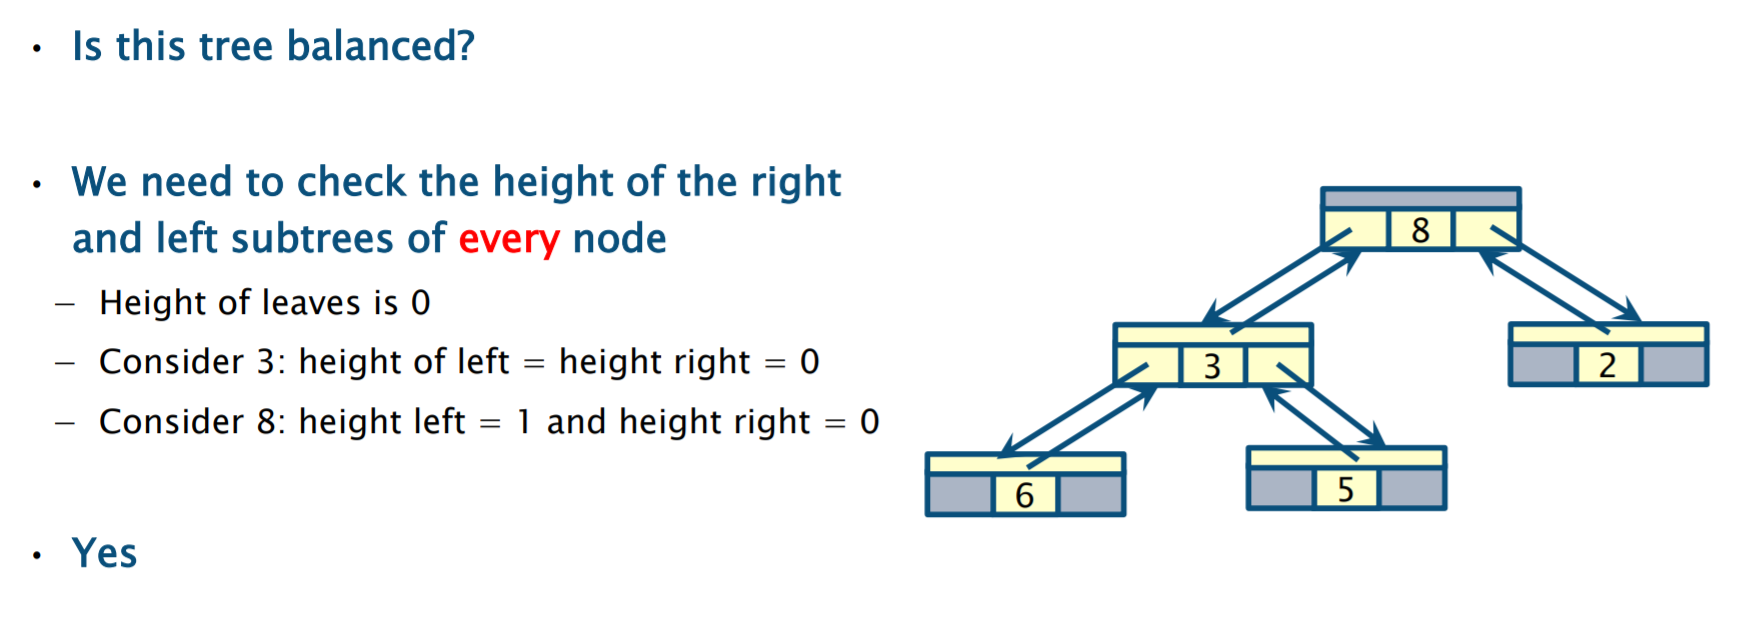 • Is this tree balanced?
• We need to check the height of the right
and left subtrees of every node
– Height of leaves is 0
– Consider 3: height of left = height right = 0
– Consider 8: height left = 1 and height right = 0
• Yes
8
3
2
6
5